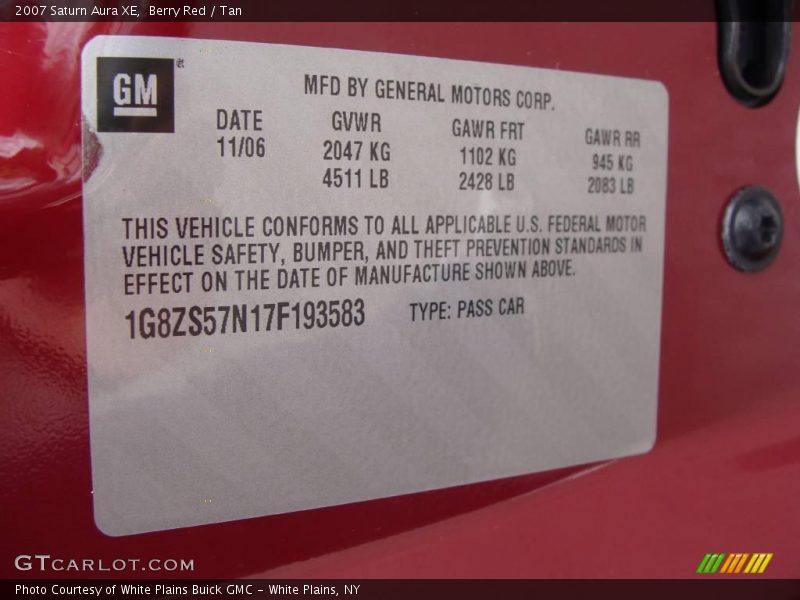 2007 Saturn Aura XE, Berry Red / Tan
GM ®
MFD BY GENERAL MOTORS CORP.
DATE GVWR GAWR FRT GAWR RR
11/06 2047 KG 1102 KG 945 KG
4511 LB 2428 LB 2083 LB
THIS VEHICLE CONFORMS TO ALL APPLICABLE U.S. FEDERAL MOTOR
VEHICLE SAFETY, BUMPER, AND THEFT PREVENTION STANDARDS IN
EFFECT ON THE DATE OF MANUFACTURE SHOWN ABOVE.
1G8ZS57N17F193583 TYPE: PASS CAR
GTCARLOT.COM
Photo Courtesy of White Plains Buick GMC - White Plains, NY